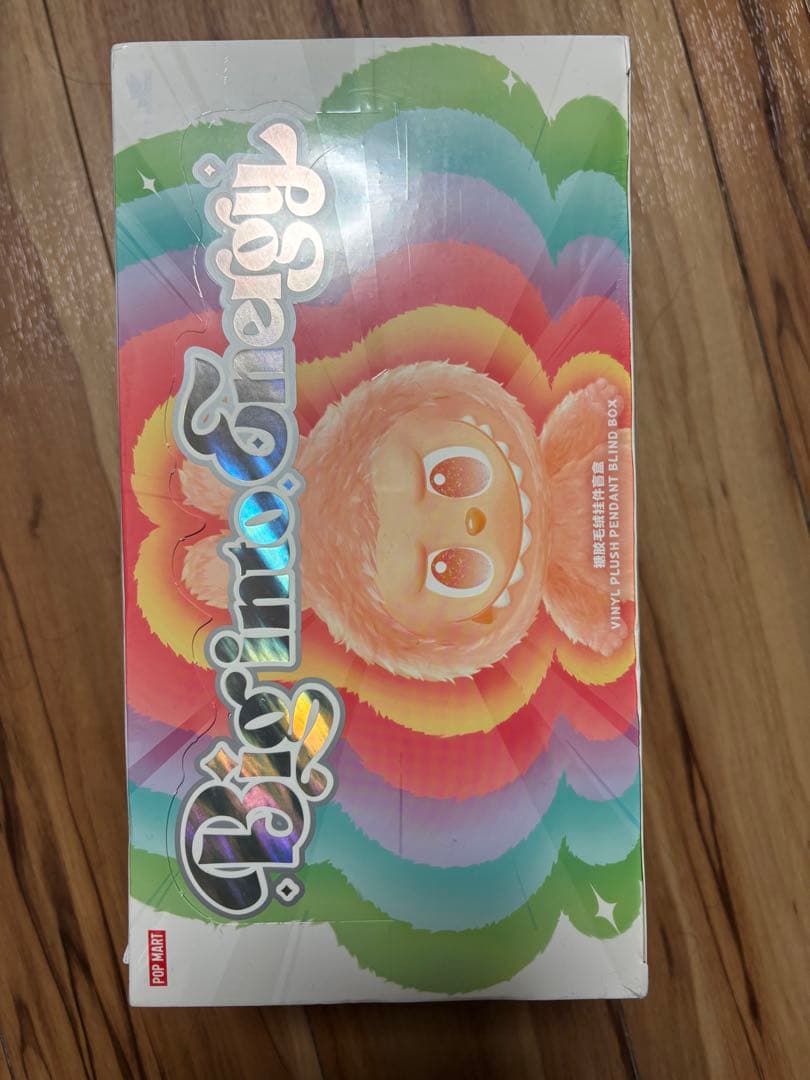 Big into Energy
搪胶毛绒挂件盲盒
VINYL PLUSH PENDANT BLIND BOX
POP MART